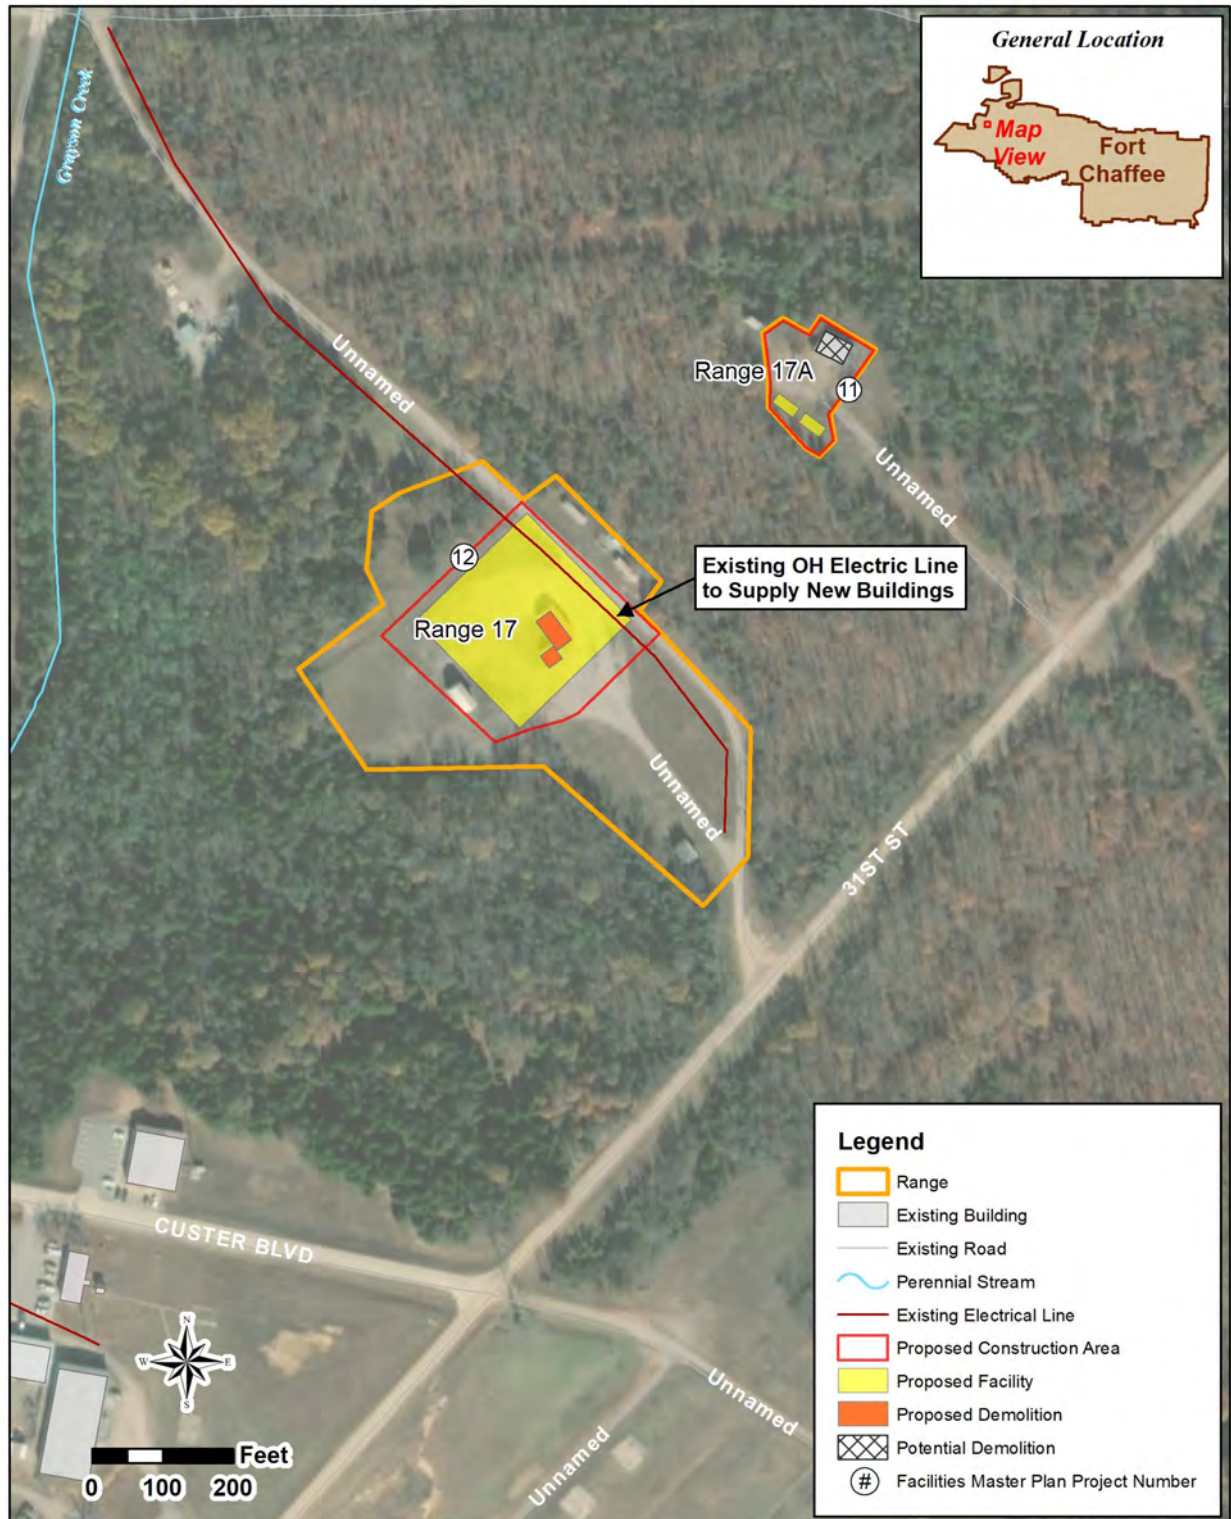 General Location
Map
View
Fort
Chaffee
Grayson Creek
Unnamed
Range 17A
11
Unnamed
12
Existing OH Electric Line
to Supply New Buildings
Range 17
Unnamed
31ST ST
CUSTER BLVD
Unnamed
Unnamed
N
W
E
S
Feet
0 100 200
Legend
Range
Existing Building
Existing Road
Perennial Stream
Existing Electrical Line
Proposed Construction Area
Proposed Facility
Proposed Demolition
Potential Demolition
# Facilities Master Plan Project Number